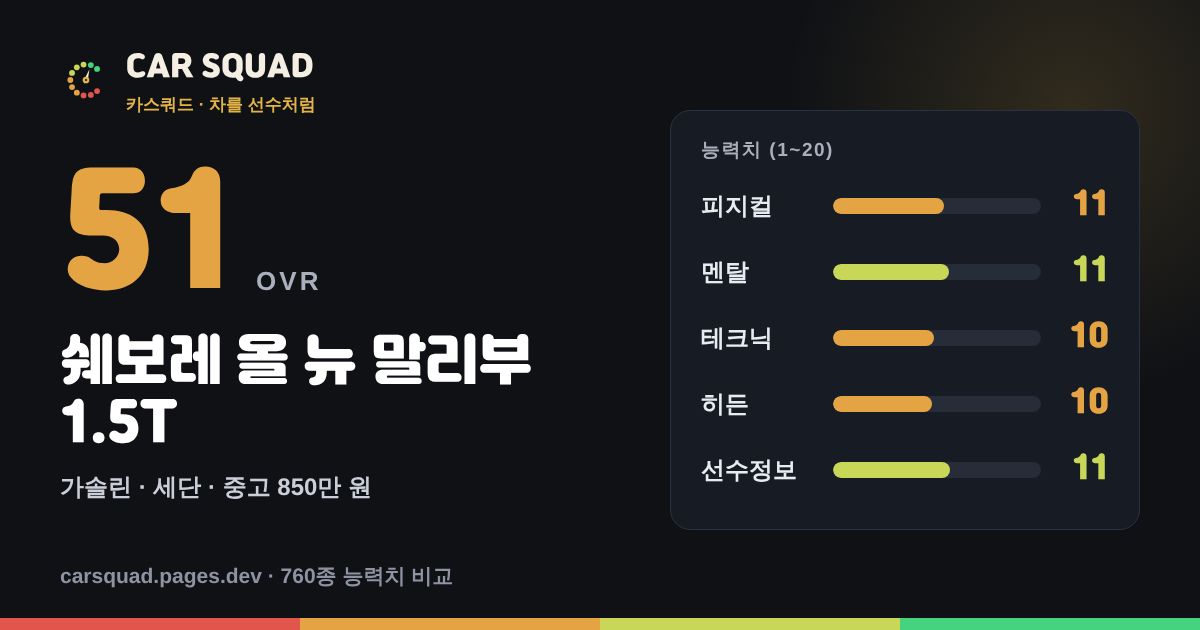 CAR SQUAD
카스쿼드 · 차를 선수처럼
51 OVR
쉐보레 올 뉴 말리부
1.5T
가솔린 · 세단 · 중고 850만 원
carsquad.pages.dev · 760종 능력치 비교
능력치 (1~20)
피지컬 11
멘탈 11
테크닉 10
히든 10
선수정보 11